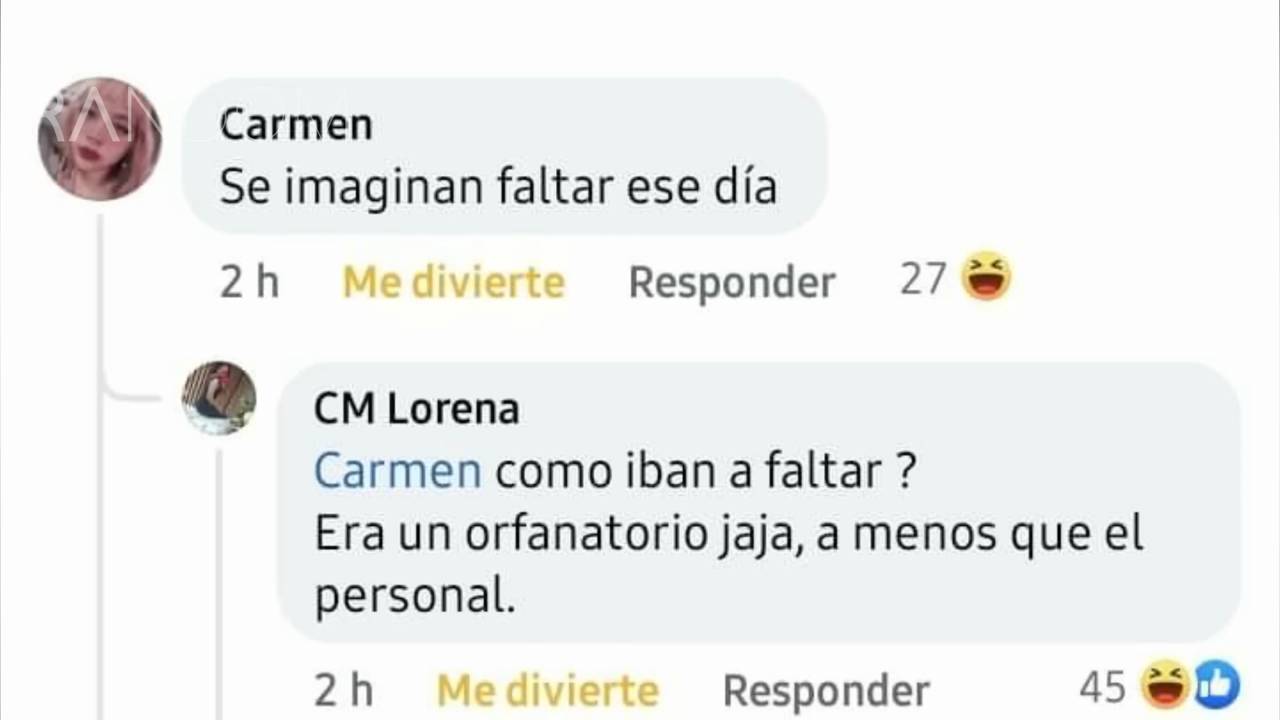 Carmen
Se imaginan faltar ese día
2 h Me divierte Responder 27
CM Lorena
Carmen como iban a faltar ?
Era un orfanatorio jaja, a menos que el
personal.
2 h Me divierte Responder 45